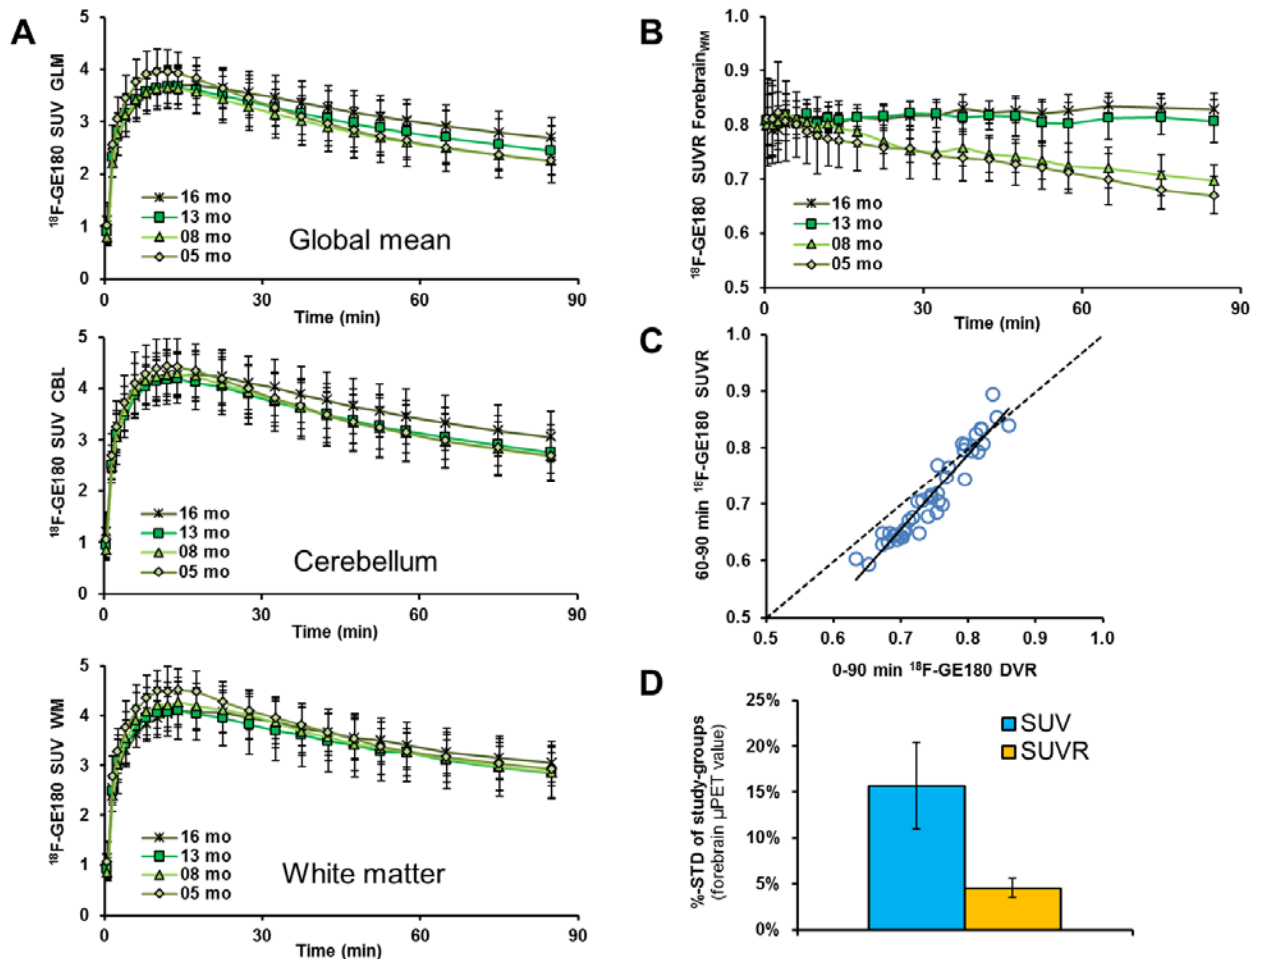 A
¹⁸F-GE180 SUV GLM
5
4
3
2
1
0
16 mo
13 mo
08 mo
05 mo
Global mean
0 30 60 90
Time (min)
¹⁸F-GE180 SUV CBL
5
4
3
2
1
0
16 mo
13 mo
08 mo
05 mo
Cerebellum
0 30 60 90
Time (min)
¹⁸F-GE180 SUV WM
5
4
3
2
1
0
16 mo
13 mo
08 mo
05 mo
White matter
0 30 60 90
Time (min)
B
¹⁸F-GE180 SUVR Forebrain_WM
1.0
0.9
0.8
0.7
0.6
0.5
16 mo
13 mo
08 mo
05 mo
0 30 60 90
Time (min)
C
60-90 min ¹⁸F-GE180 SUVR
1.0
0.9
0.8
0.7
0.6
0.5
0.5 0.6 0.7 0.8 0.9 1.0
0-90 min ¹⁸F-GE180 DVR
D
%-STD of study-groups
(forebrain µPET value)
25%
20%
15%
10%
5%
0%
SUV
SUVR